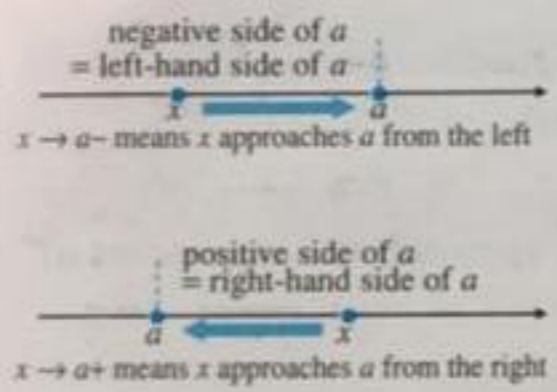 negative side of a
= left-hand side of a
x a
x → a− means x approaches a from the left
positive side of a
= right-hand side of a
a x
x → a+ means x approaches a from the right